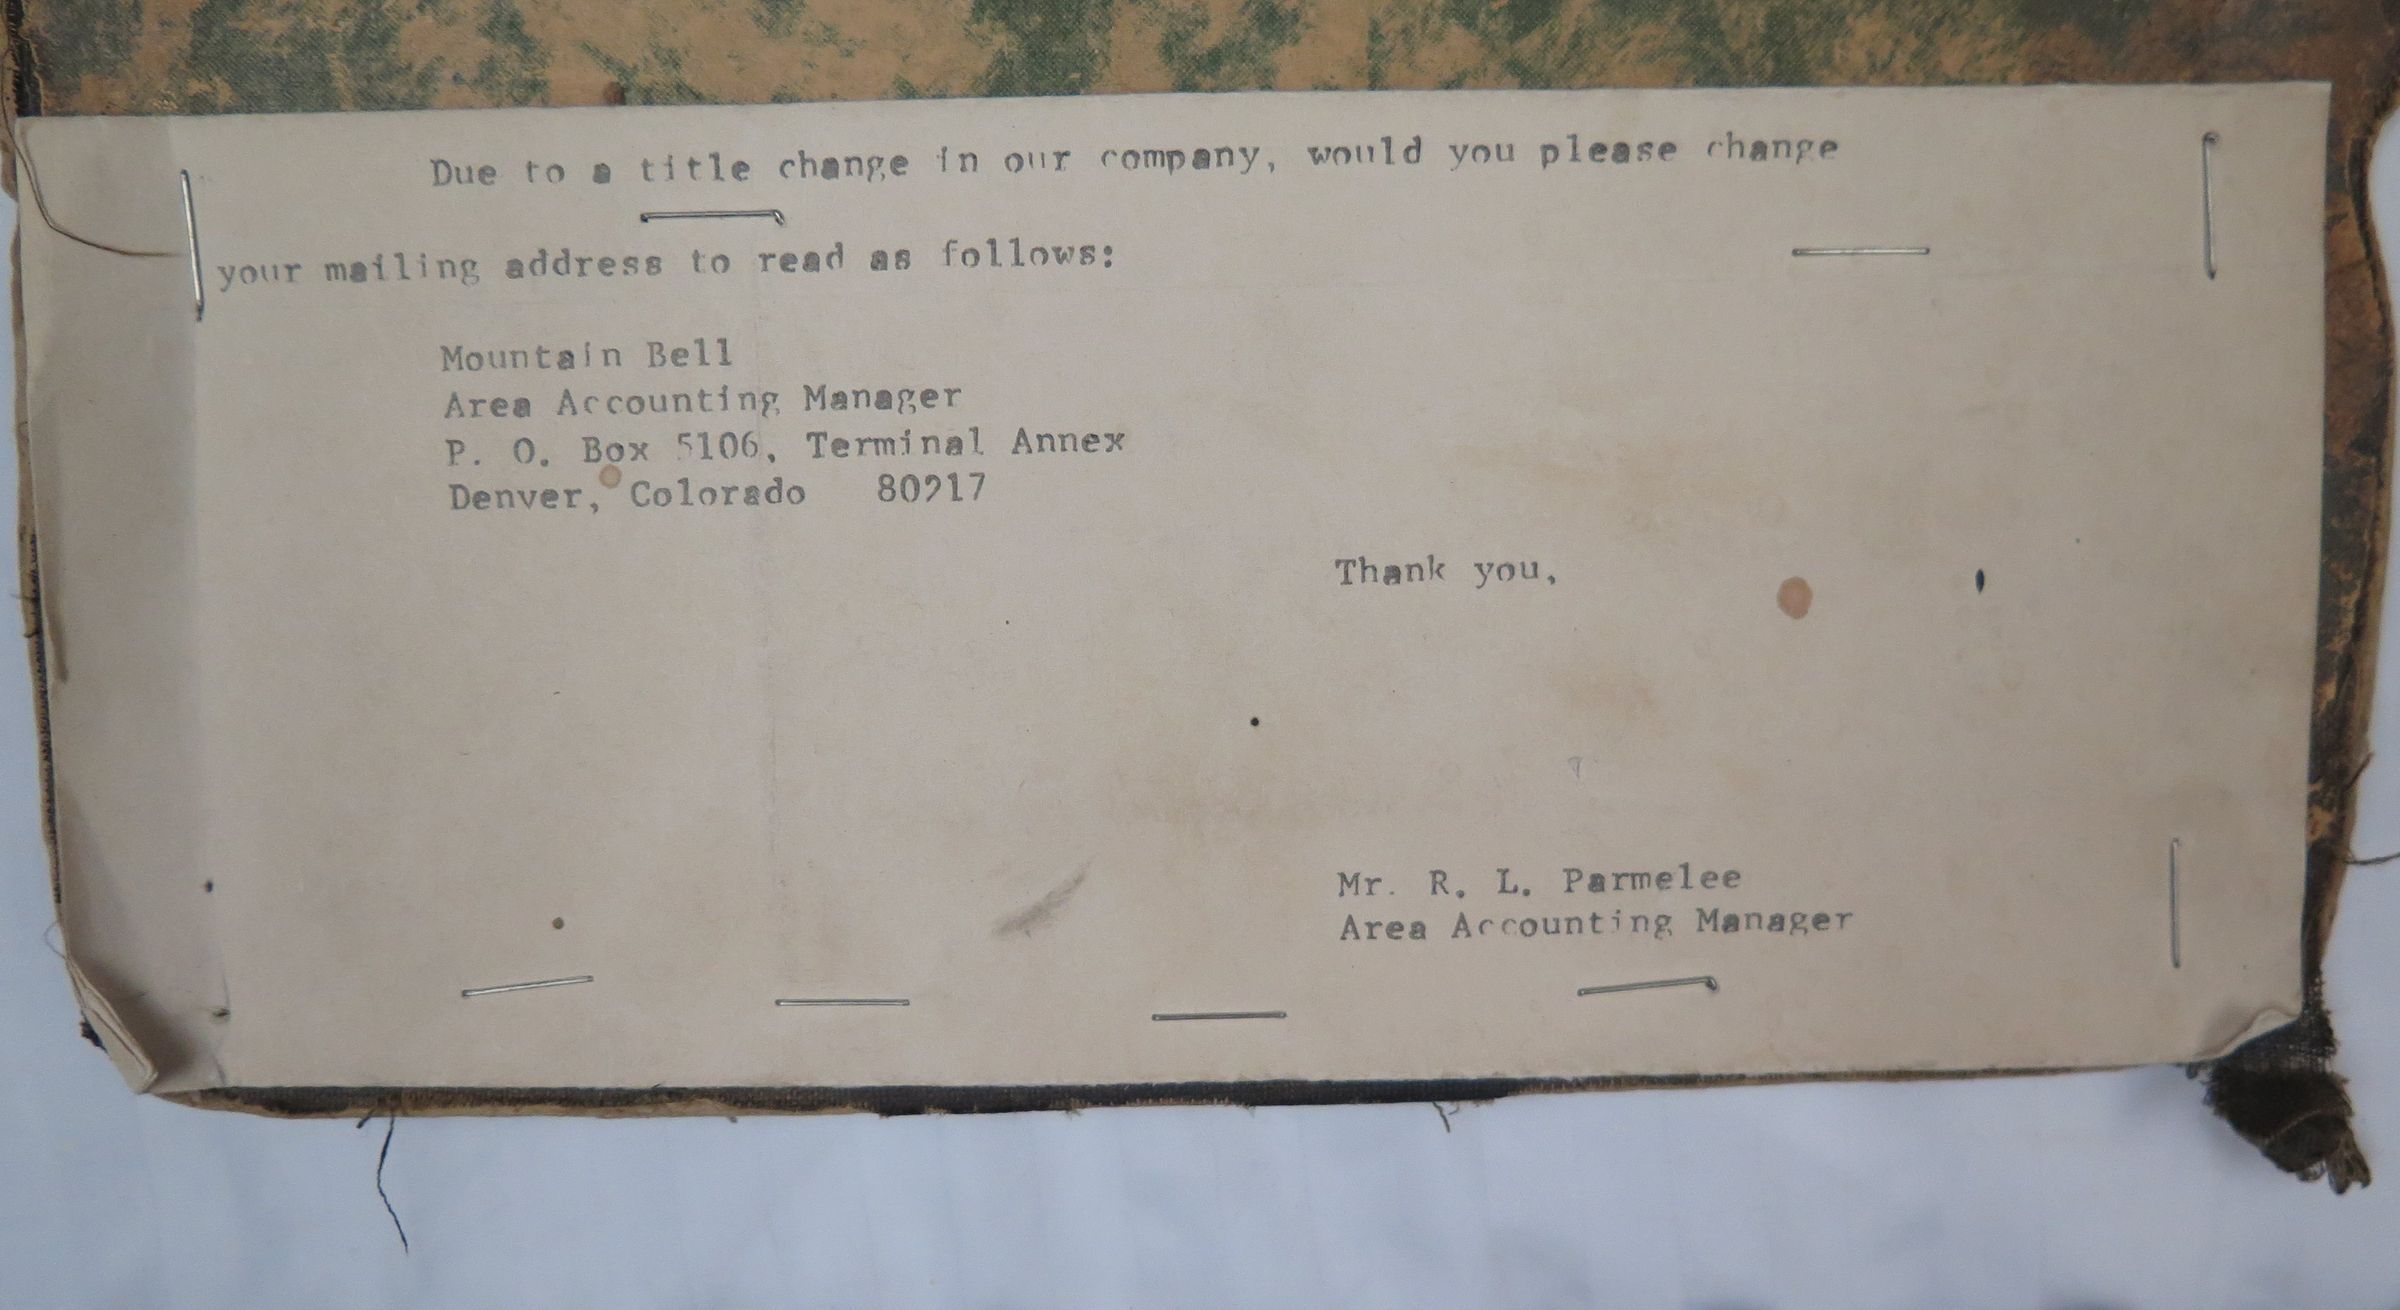 Due to a title change in our company, would you please change
your mailing address to read as follows:
Mountain Bell
Area Accounting Manager
P. O. Box 5106, Terminal Annex
Denver, Colorado 80217
Thank you,
Mr. R. L. Parmelee
Area Accounting Manager